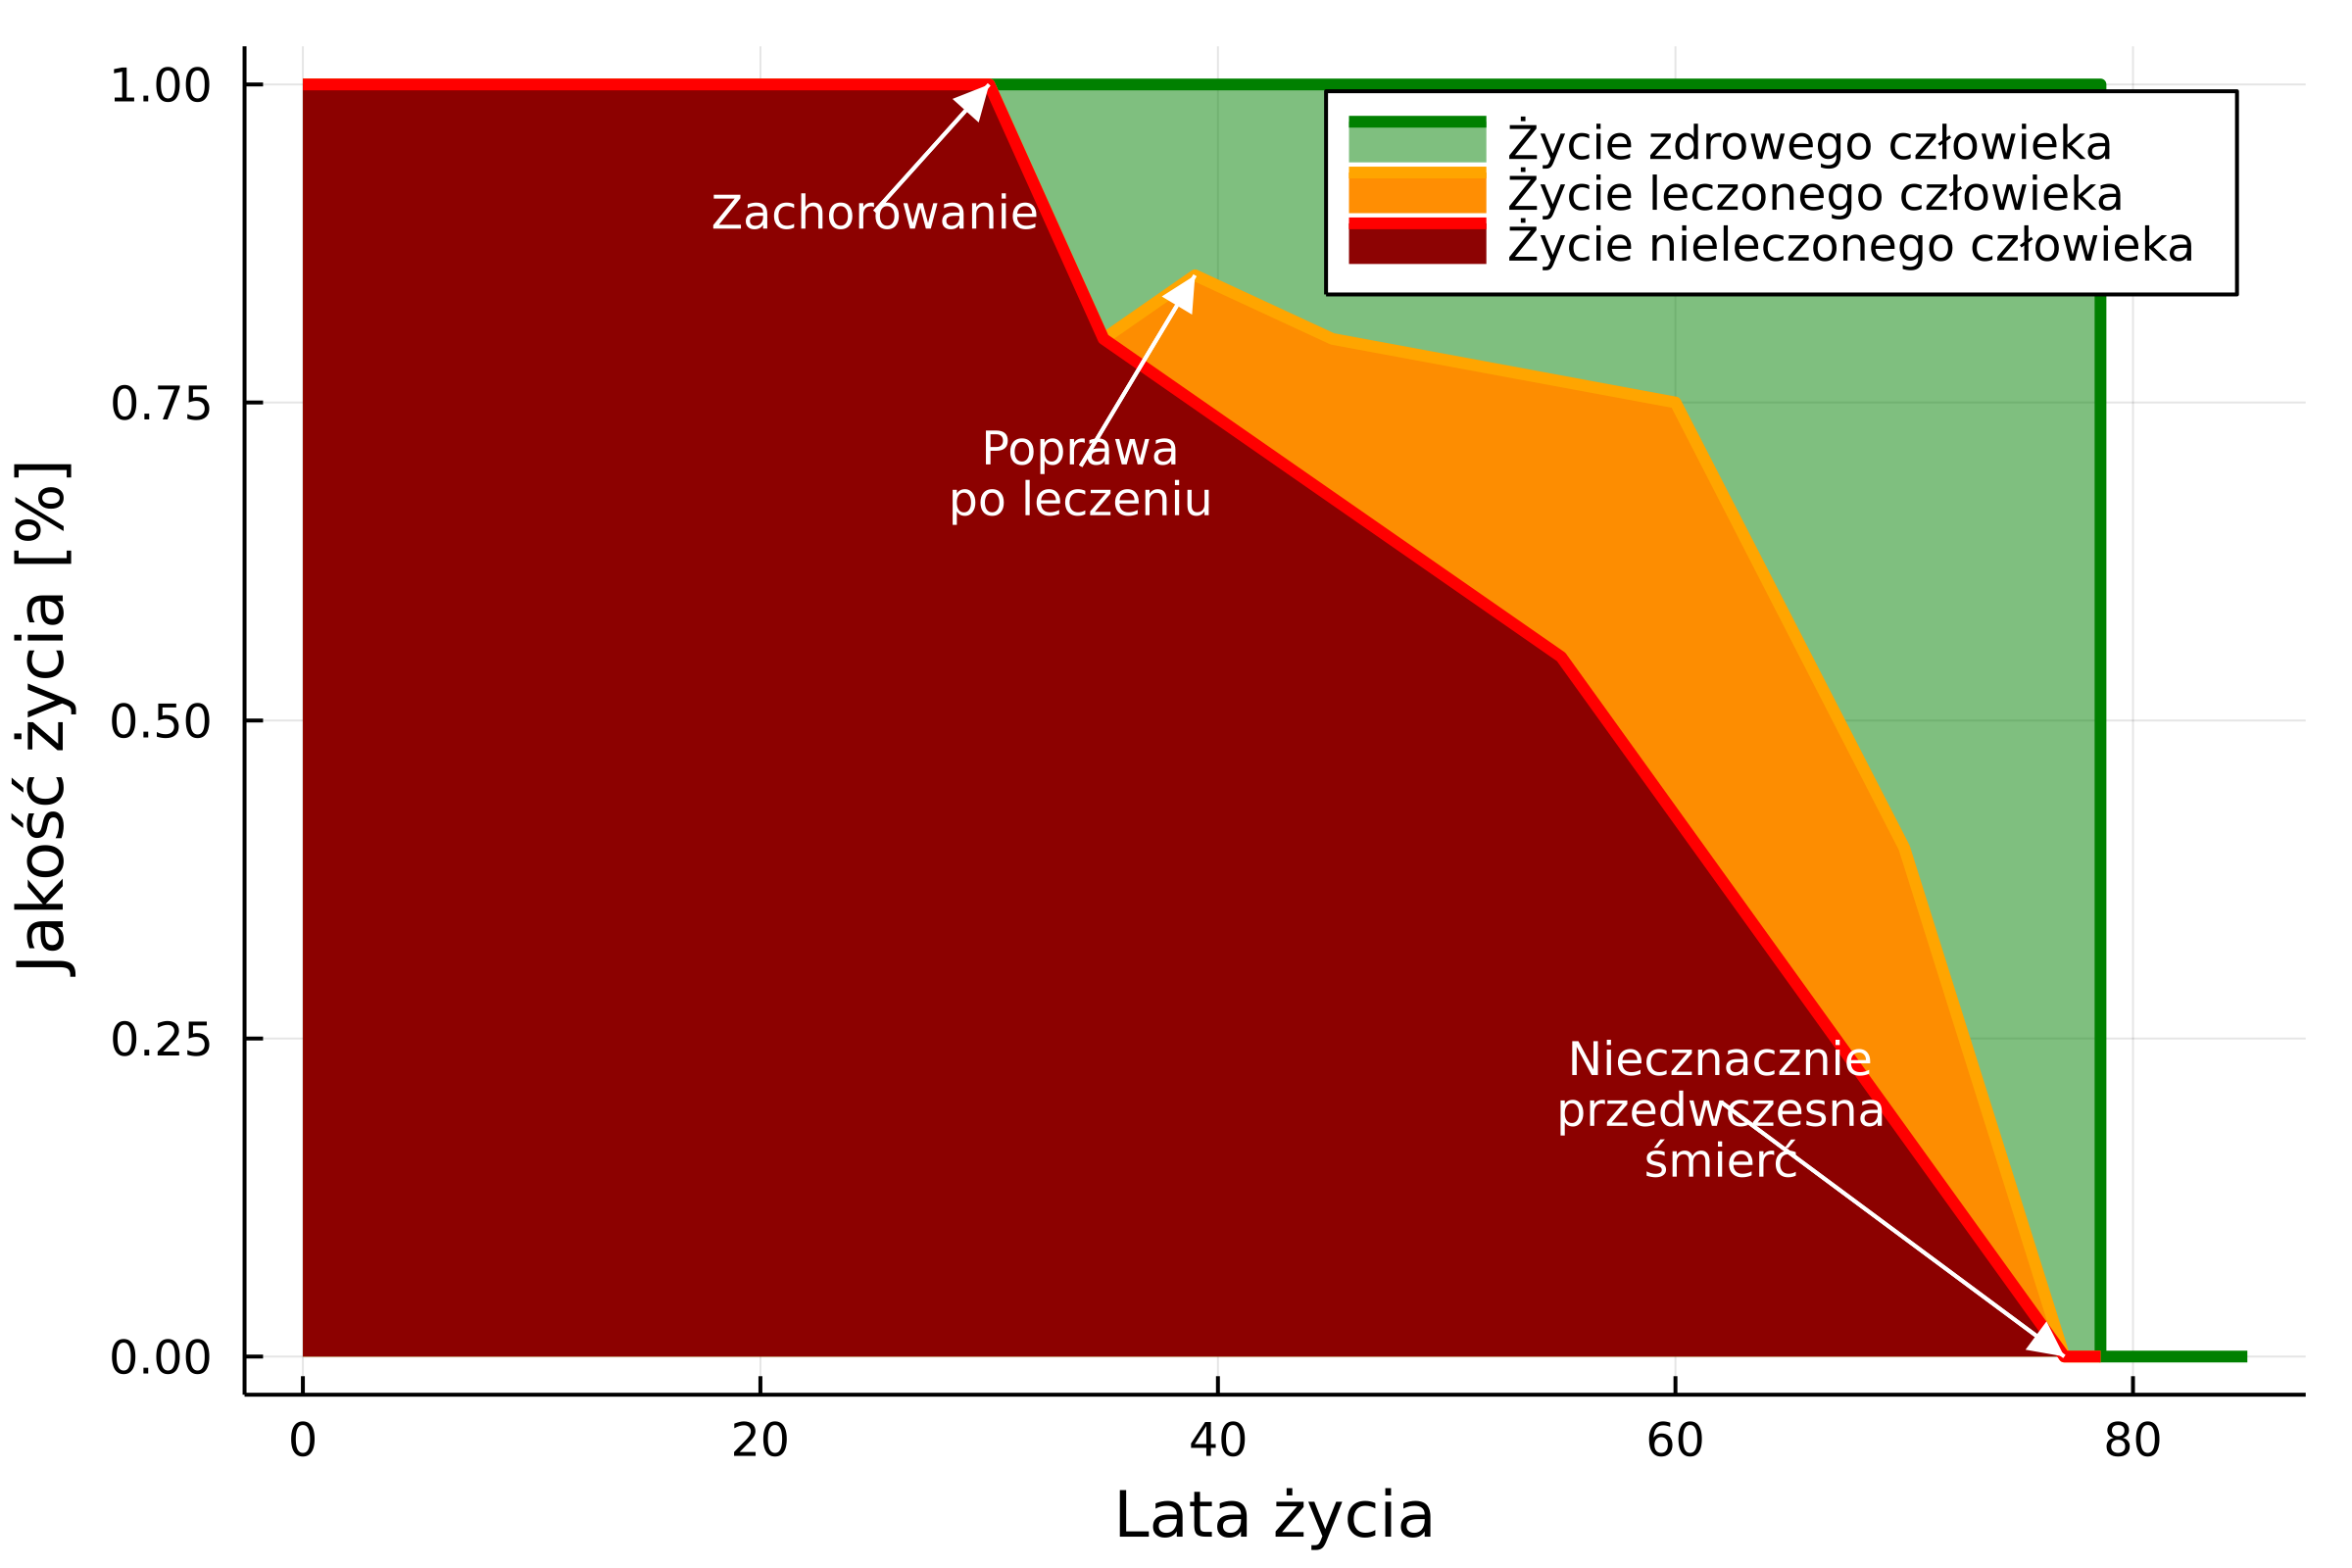 1.00
0.75
0.50
0.25
0.00
Jakość życia [%]
Życie zdrowego człowieka
Życie leczonego człowieka
Życie nieleczonego człowieka
Zachorowanie
Poprawa
po leczeniu
Niecznacznie
przedwczesna
śmierć
0
20
40
60
80
Lata życia